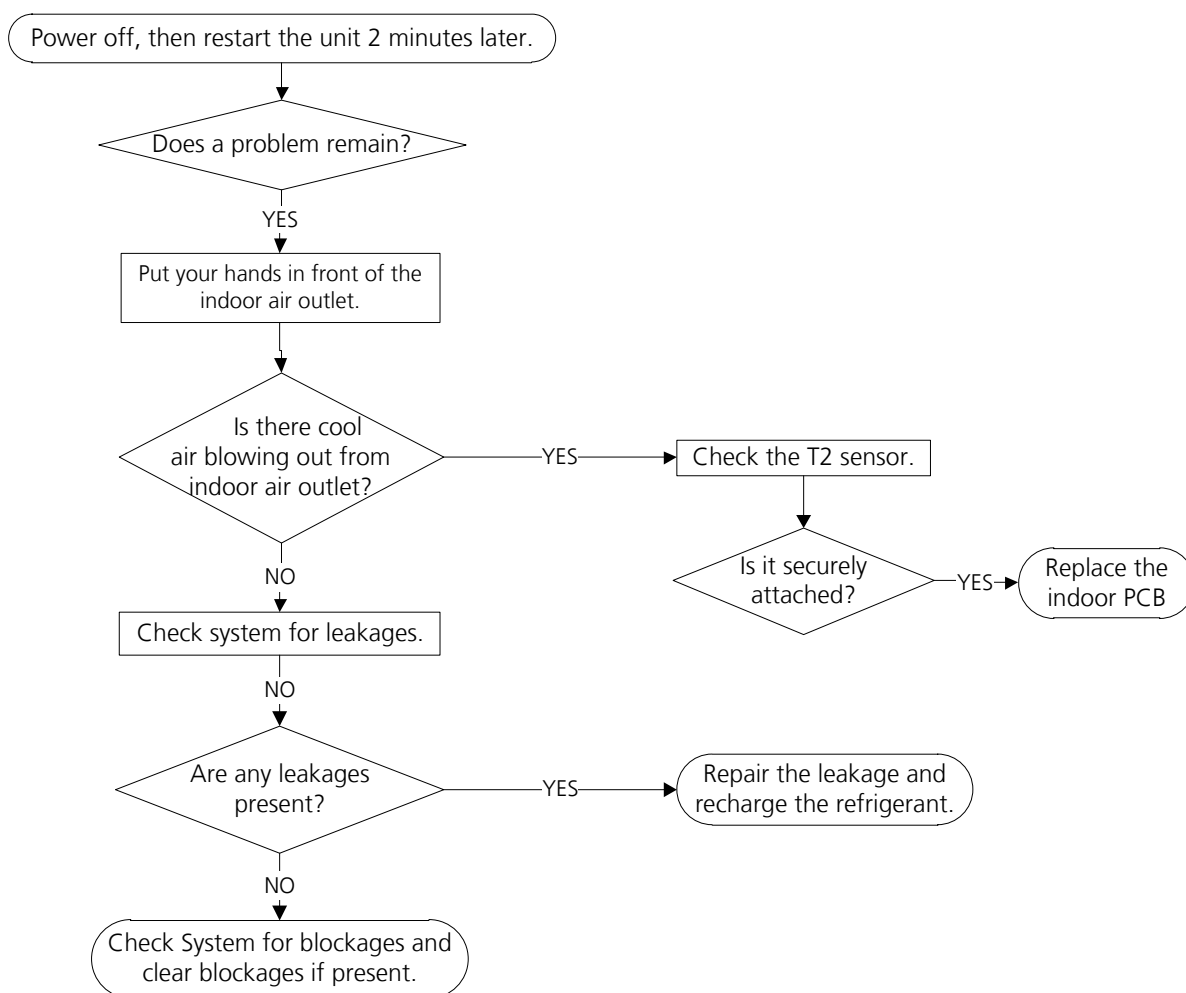 Power off, then restart the unit 2 minutes later.
Does a problem remain?
YES
Put your hands in front of the
indoor air outlet.
Is there cool
air blowing out from
indoor air outlet?
YES
Check the T2 sensor.
Is it securely
attached?
YES
Replace the
indoor PCB
NO
Check system for leakages.
NO
Are any leakages
present?
YES
Repair the leakage and
recharge the refrigerant.
NO
Check System for blockages and
clear blockages if present.